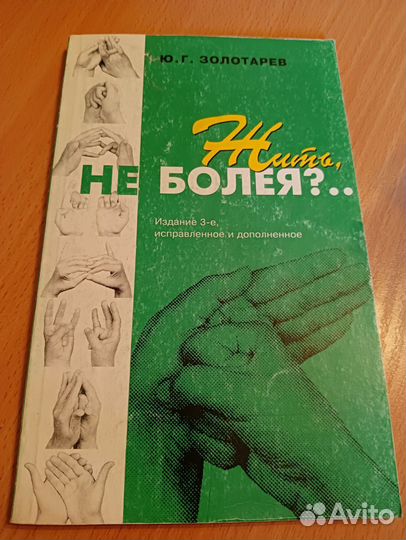 Ю.Г. ЗОЛОТАРЕВ
Жить,
НЕ БОЛЕЯ?..
Издание 3-е,
исправленное и дополненное
Avito